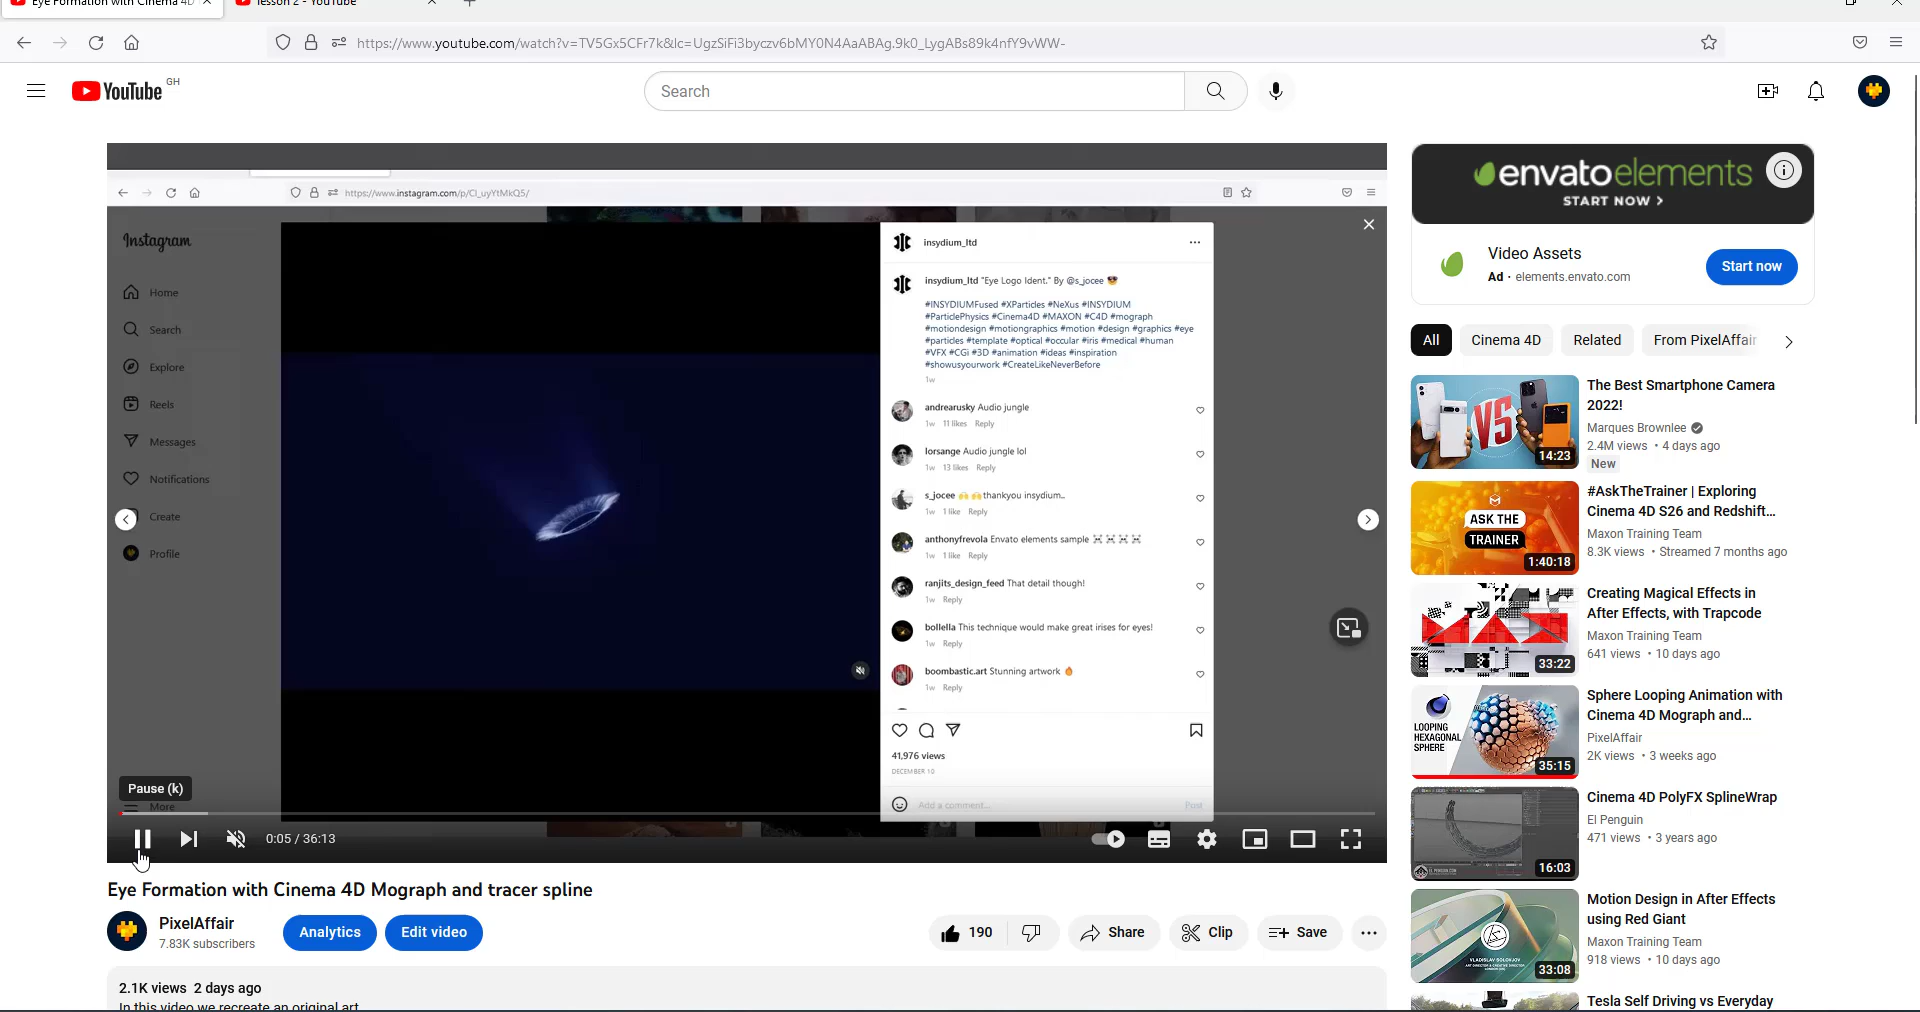 Eye Formation with Cinema 4D
lesson 2 - YouTube
https://www.youtube.com/watch?v=TV5Gx5CFr7k&lc=UgzSiFi3byczv6bMY0N4AaABAg.9k0_LygABs89k4nfY9vWW-
YouTube GH
Search
https://www.instagram.com/p/Cl_uyYtMkQ5/
Instagram
Home
Search
Explore
Reels
Messages
Notifications
Create
Profile
More
insydium_ltd
insydium_ltd "Eye Logo Ident." By @s_jocee 😎
#INSYDIUMFused #XParticles #NeXus #INSYDIUM
#ParticlePhysics #Cinema4D #MAXON #C4D #mograph
#motiondesign #motiongraphics #motion #design #graphics #eye
#particles #template #optical #occular #iris #medical #human
#VFX #CGi #3D #animation #ideas #inspiration
#showusyourwork #CreateLikeNeverBefore
1w
andrearusky Audio jungle
1w 11 likes Reply
lorsange Audio jungle lol
1w 13 likes Reply
s_jocee 🙌🙌thankyou insydium..
1w 1 like Reply
anthonyfrevola Envato elements sample ☠☠☠☠
1w 1 like Reply
ranjits_design_feed That detail though!
1w Reply
bollella This technique would make great irises for eyes!
1w Reply
boombastic.art Stunning artwork 🔥
1w Reply
41,976 views
DECEMBER 10
Add a comment...
Post
Pause (k)
0:05 / 36:13
Eye Formation with Cinema 4D Mograph and tracer spline
PixelAffair
7.83K subscribers
Analytics
Edit video
190
Share
Clip
Save
2.1K views 2 days ago
In this video we recreate an original art
envatoelements
START NOW >
Video Assets
Ad · elements.envato.com
Start now
All
Cinema 4D
Related
From PixelAffair
VS
14:23
The Best Smartphone Camera
2022!
Marques Brownlee
2.4M views • 4 days ago
New
ASK THE
TRAINER
1:40:18
#AskTheTrainer | Exploring
Cinema 4D S26 and Redshift...
Maxon Training Team
8.3K views • Streamed 7 months ago
33:22
Creating Magical Effects in
After Effects, with Trapcode
Maxon Training Team
641 views • 10 days ago
LOOPING
HEXAGONAL
SPHERE
35:15
Sphere Looping Animation with
Cinema 4D Mograph and...
PixelAffair
2K views • 3 weeks ago
EL PENGUIN
16:03
Cinema 4D PolyFX SplineWrap
El Penguin
471 views • 3 years ago
VLADISLAV SOLOVJOV
33:08
Motion Design in After Effects
using Red Giant
Maxon Training Team
918 views • 10 days ago
Tesla Self Driving vs Everyday